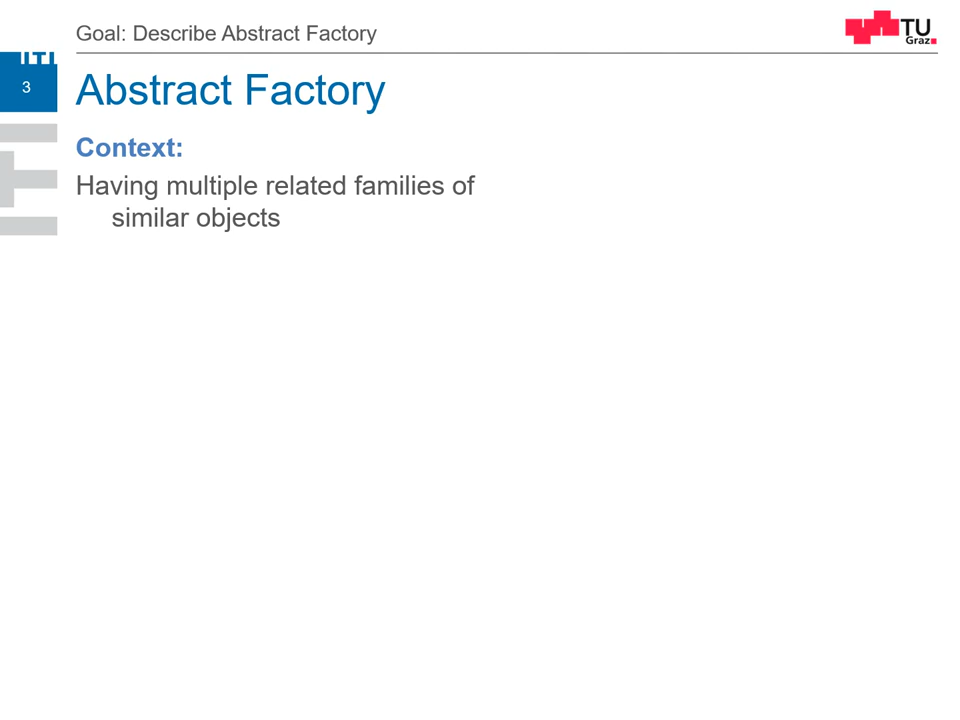 Goal: Describe Abstract Factory
TU
Graz
3
Abstract Factory
Context:
Having multiple related families of
similar objects